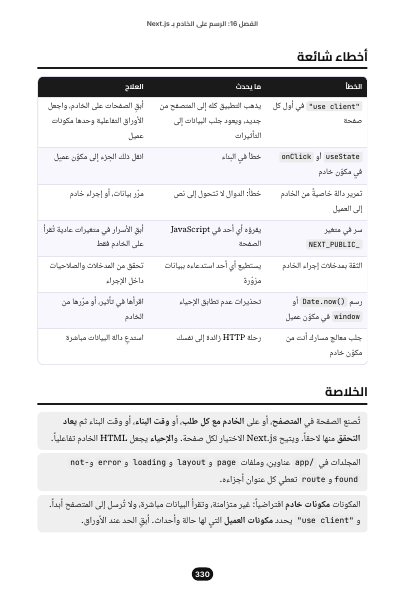 الفصل 16: الرسم على الخادم بـ Next.js
أخطاء شائعة
الخطأ ما يحدث العلاج
"use client" في أول كل يذهب التطبيق كله إلى المتصفح من أبقِ الصفحات على الخادم، واجعل
صفحة جديد، ويعود جلب البيانات إلى الأوراق التفاعلية وحدها مكونات
التأثيرات عميل
useState أو onClick خطأ في البناء انقل ذلك الجزء إلى مكوّن عميل
في مكوّن خادم
تمرير دالة خاصيةً من الخادم خطأ: الدوال لا تتحول إلى نص مرّر بيانات، أو إجراء خادم
إلى العميل
سر في متغير يقرؤه أي أحد في JavaScript أبقِ الأسرار في متغيرات عادية تُقرأ
NEXT_PUBLIC_ الصفحة على الخادم فقط
الثقة بمدخلات إجراء الخادم يستطيع أي أحد استدعاءه ببيانات تحقق من المدخلات والصلاحيات
مزوّرة داخل الإجراء
رسم Date.now() أو تحذيرات عدم تطابق الإحياء اقرأها في تأثير، أو مرّرها من
window في مكوّن عميل الخادم
جلب معالج مسارك أنت من رحلة HTTP زائدة إلى نفسك استدعِ دالة البيانات مباشرة
مكوّن خادم
الخلاصة
تُصنع الصفحة في المتصفح، أو على الخادم مع كل طلب، أو وقت البناء، أو وقت البناء ثم يعاد
التحقق منها لاحقاً. ويتيح Next.js الاختيار لكل صفحة. والإحياء يجعل HTML الخادم تفاعلياً.
المجلدات في app/ عناوين، وملفات page و layout و loading و error و not-
found و route تعطي كل عنوان أجزاءه.
المكونات مكونات خادم افتراضياً: غير متزامنة، وتقرأ البيانات مباشرة، ولا تُرسل إلى المتصفح أبداً.
و "use client" يحدد مكونات العميل التي لها حالة وأحداث. أبقِ الحد عند الأوراق.
330